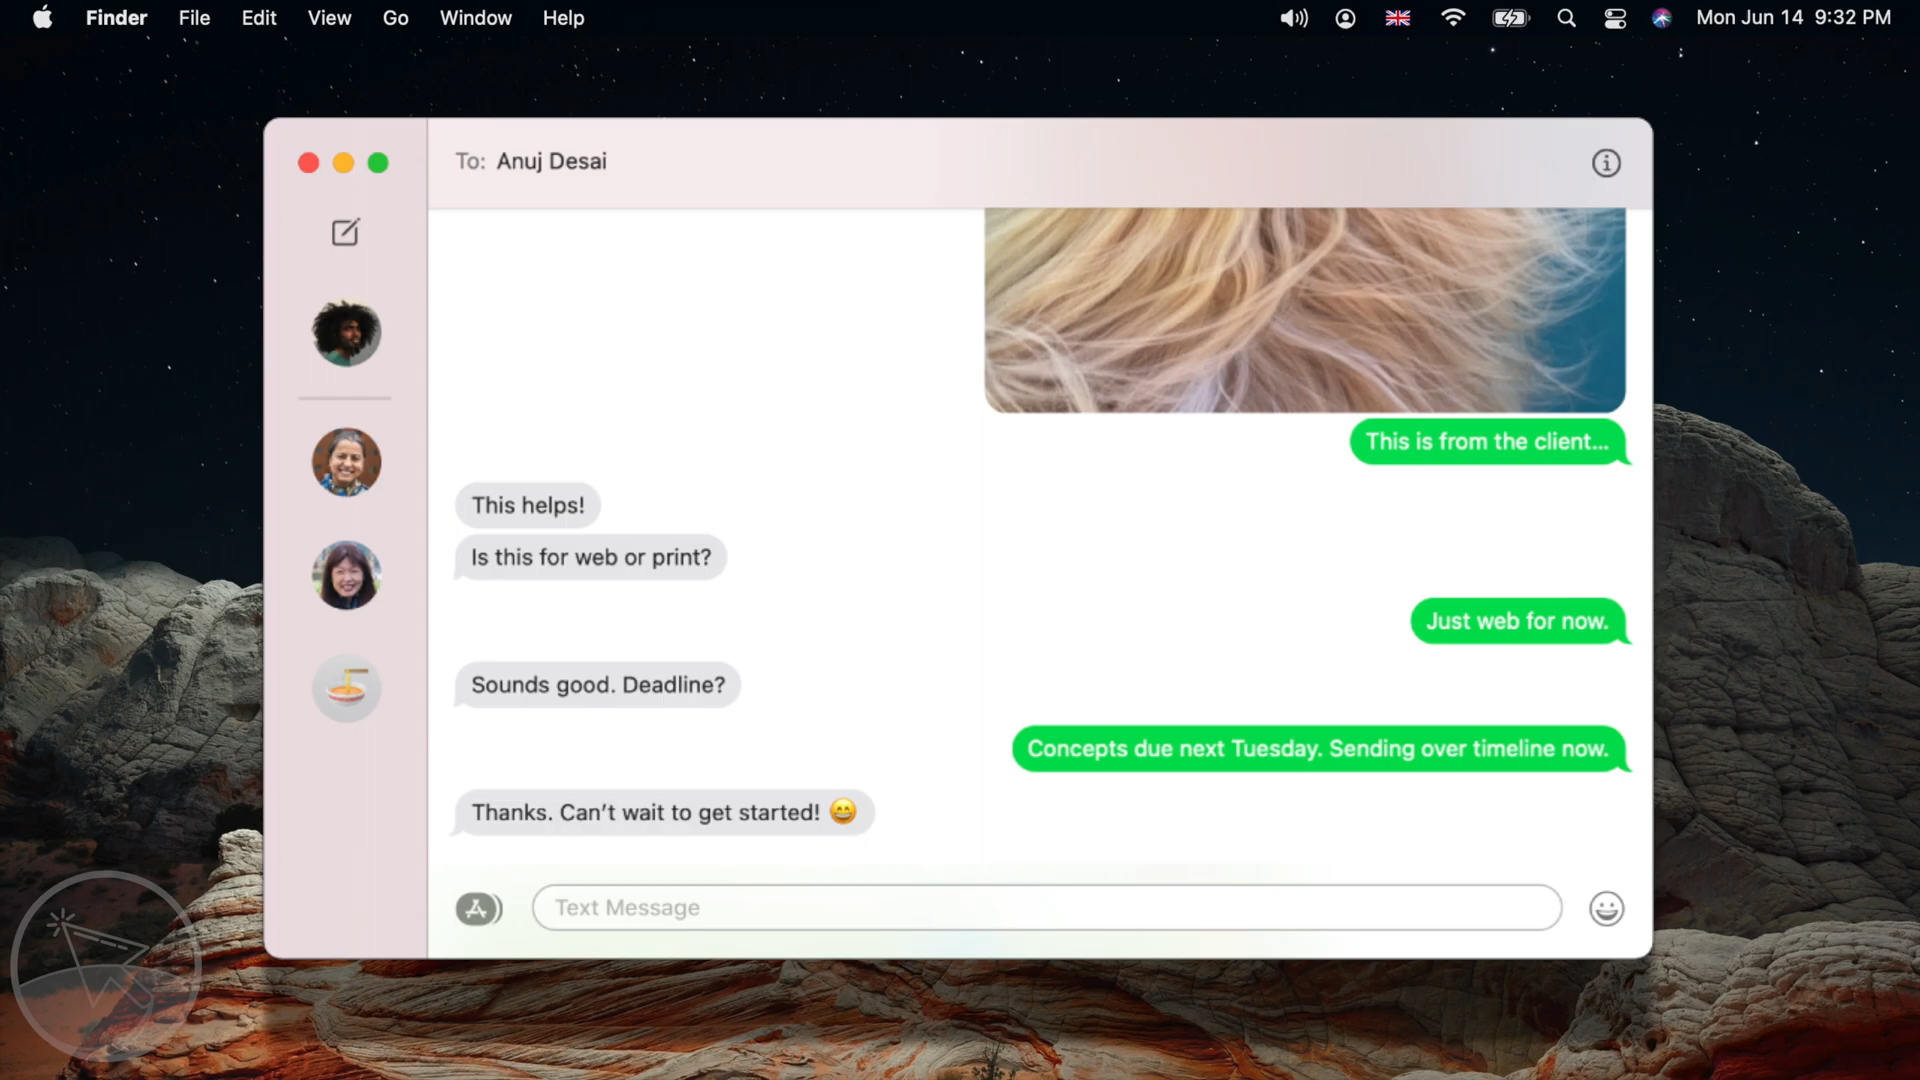 Finder File Edit View Go Window Help Mon Jun 14 9:32 PM
To: Anuj Desai
This is from the client...
This helps!
Is this for web or print?
Just web for now.
Sounds good. Deadline?
Concepts due next Tuesday. Sending over timeline now.
Thanks. Can’t wait to get started! 😄
Text Message